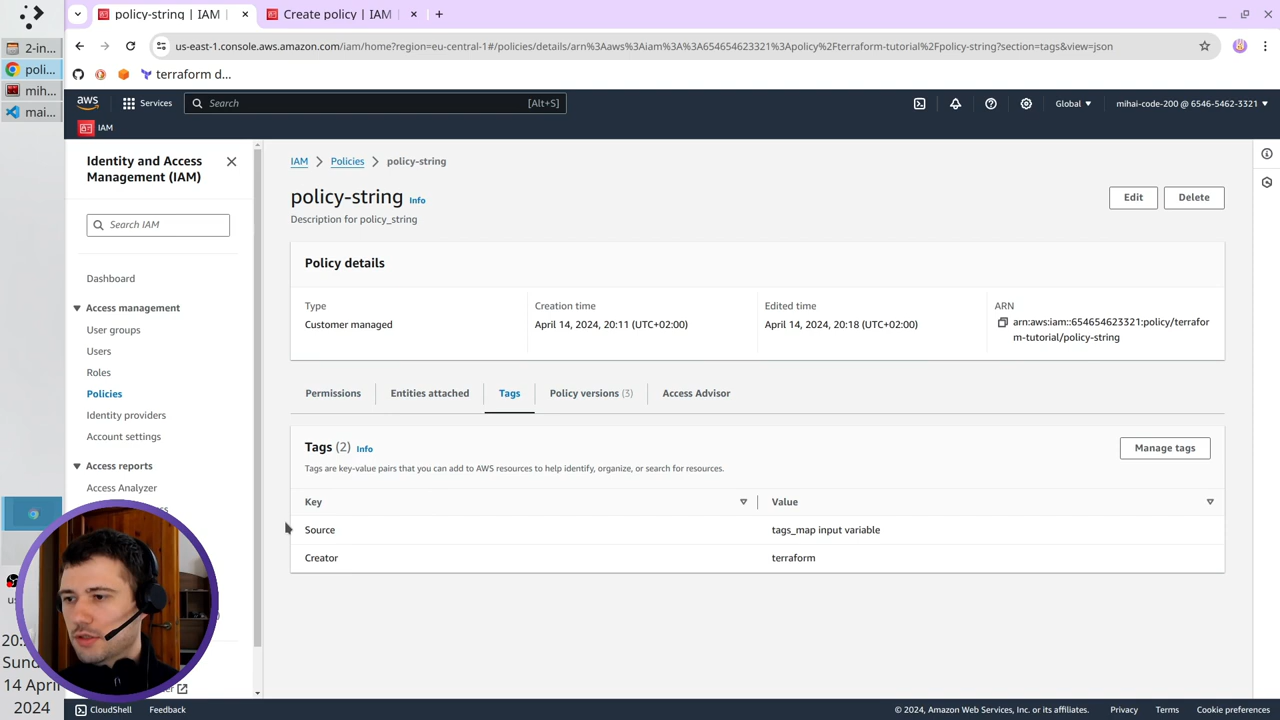 policy-string | IAM
Create policy | IAM
us-east-1.console.aws.amazon.com/iam/home?region=eu-central-1#/policies/details/arn%3Aaws%3Aiam%3A%3A654654623321%3Apolicy%2Fterraform-tutorial%2Fpolicy-string?section=tags&view=json
terraform d...
2-in...
poli...
mih...
mai...
aws
Services
Search
[Alt+S]
Global
mihai-code-200 @ 6546-5462-3321
IAM
Identity and Access
Management (IAM)
Search IAM
Dashboard
Access management
User groups
Users
Roles
Policies
Identity providers
Account settings
Access reports
Access Analyzer
IAM > Policies > policy-string
policy-string Info
Description for policy_string
Edit
Delete
Policy details
Type
Customer managed
Creation time
April 14, 2024, 20:11 (UTC+02:00)
Edited time
April 14, 2024, 20:18 (UTC+02:00)
ARN
arn:aws:iam::654654623321:policy/terrafor
m-tutorial/policy-string
Permissions
Entities attached
Tags
Policy versions (3)
Access Advisor
Tags (2) Info
Tags are key-value pairs that you can add to AWS resources to help identify, organize, or search for resources.
Manage tags
Key
Value
Source
tags_map input variable
Creator
terraform
14 April
2024
CloudShell
Feedback
© 2024, Amazon Web Services, Inc. or its affiliates.
Privacy
Terms
Cookie preferences